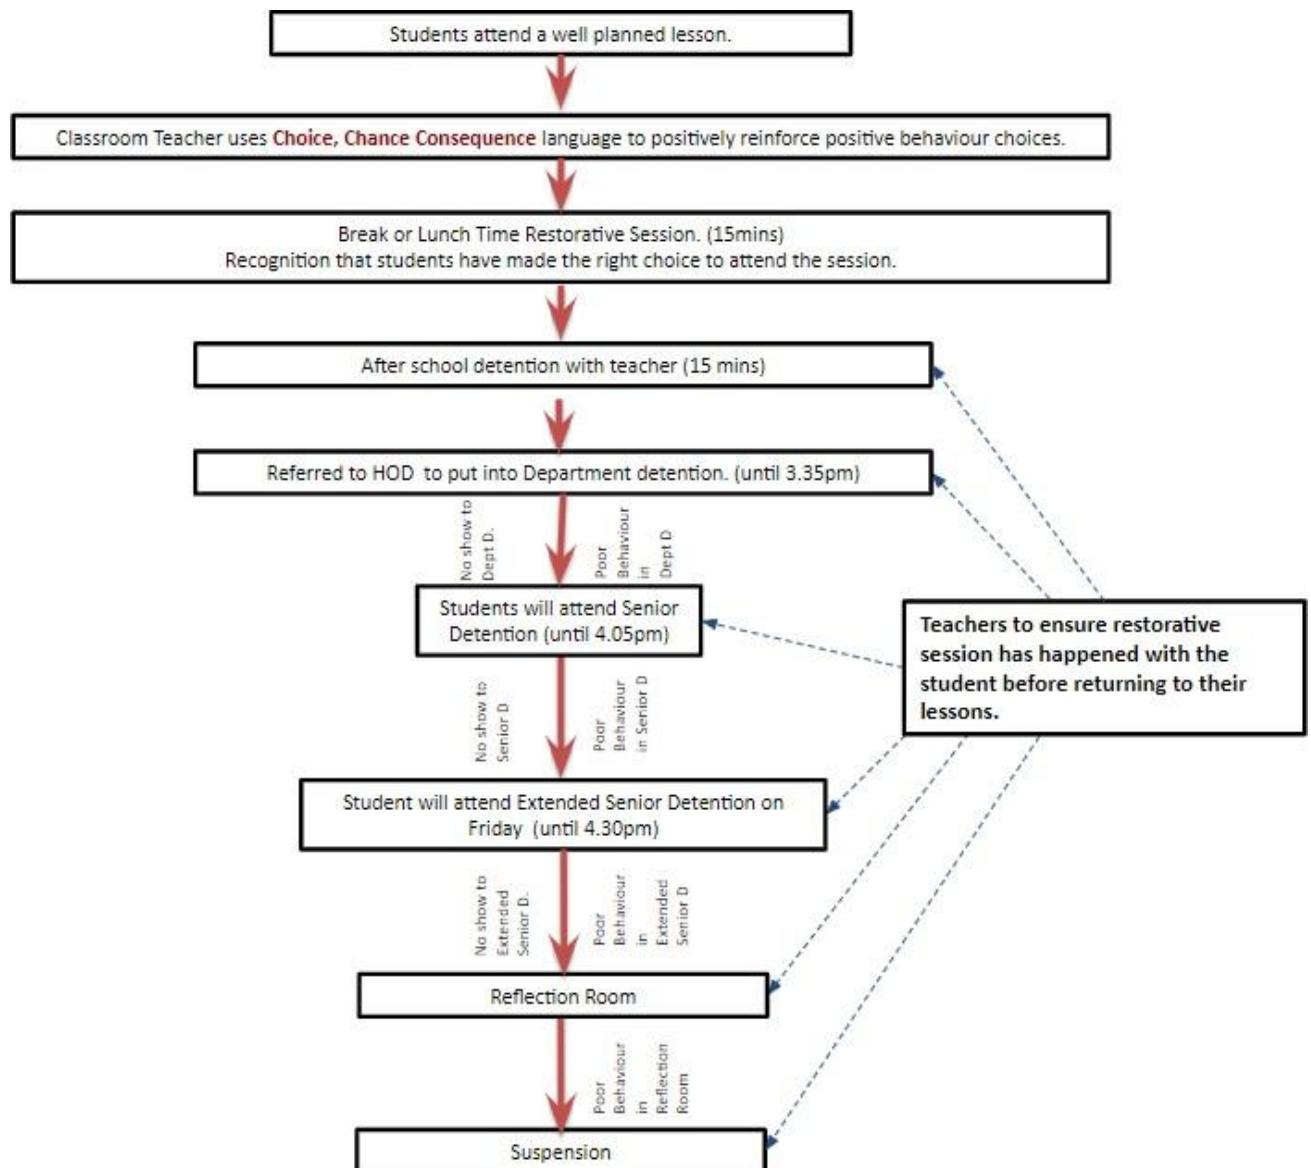 Students attend a well planned lesson.
Classroom Teacher uses Choice, Chance Consequence language to positively reinforce positive behaviour choices.
Break or Lunch Time Restorative Session. (15mins)
Recognition that students have made the right choice to attend the session.
After school detention with teacher (15 mins)
Referred to HOD to put into Department detention. (until 3.35pm)
No show to
Dept D.
Poor
Behaviour
in
Dept D
Students will attend Senior
Detention (until 4.05pm)
Teachers to ensure restorative
session has happened with the
student before returning to their
lessons.
No show to
Senior D
Poor
Behaviour
in Senior D
Student will attend Extended Senior Detention on
Friday (until 4.30pm)
No show to
Extended
Senior D.
Poor
Behaviour
in
Extended
Senior D
Reflection Room
Poor
Behaviour
in
Reflection
Room
Suspension